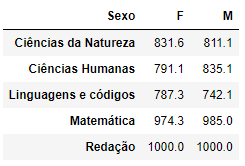 Sexo F M
Ciências da Natureza 831.6 811.1
Ciências Humanas 791.1 835.1
Linguagens e códigos 787.3 742.1
Matemática 974.3 985.0
Redação 1000.0 1000.0